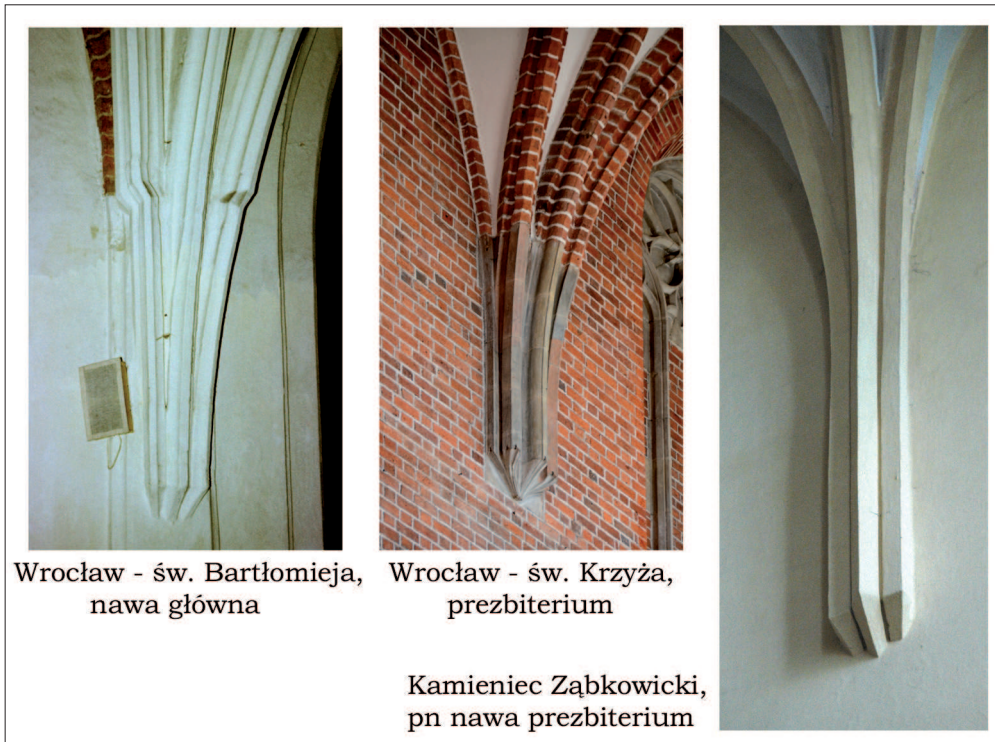 Wrocław - św. Bartłomieja,
nawa główna
Wrocław - św. Krzyża,
prezbiterium
Kamieniec Ząbkowicki,
pn nawa prezbiterium